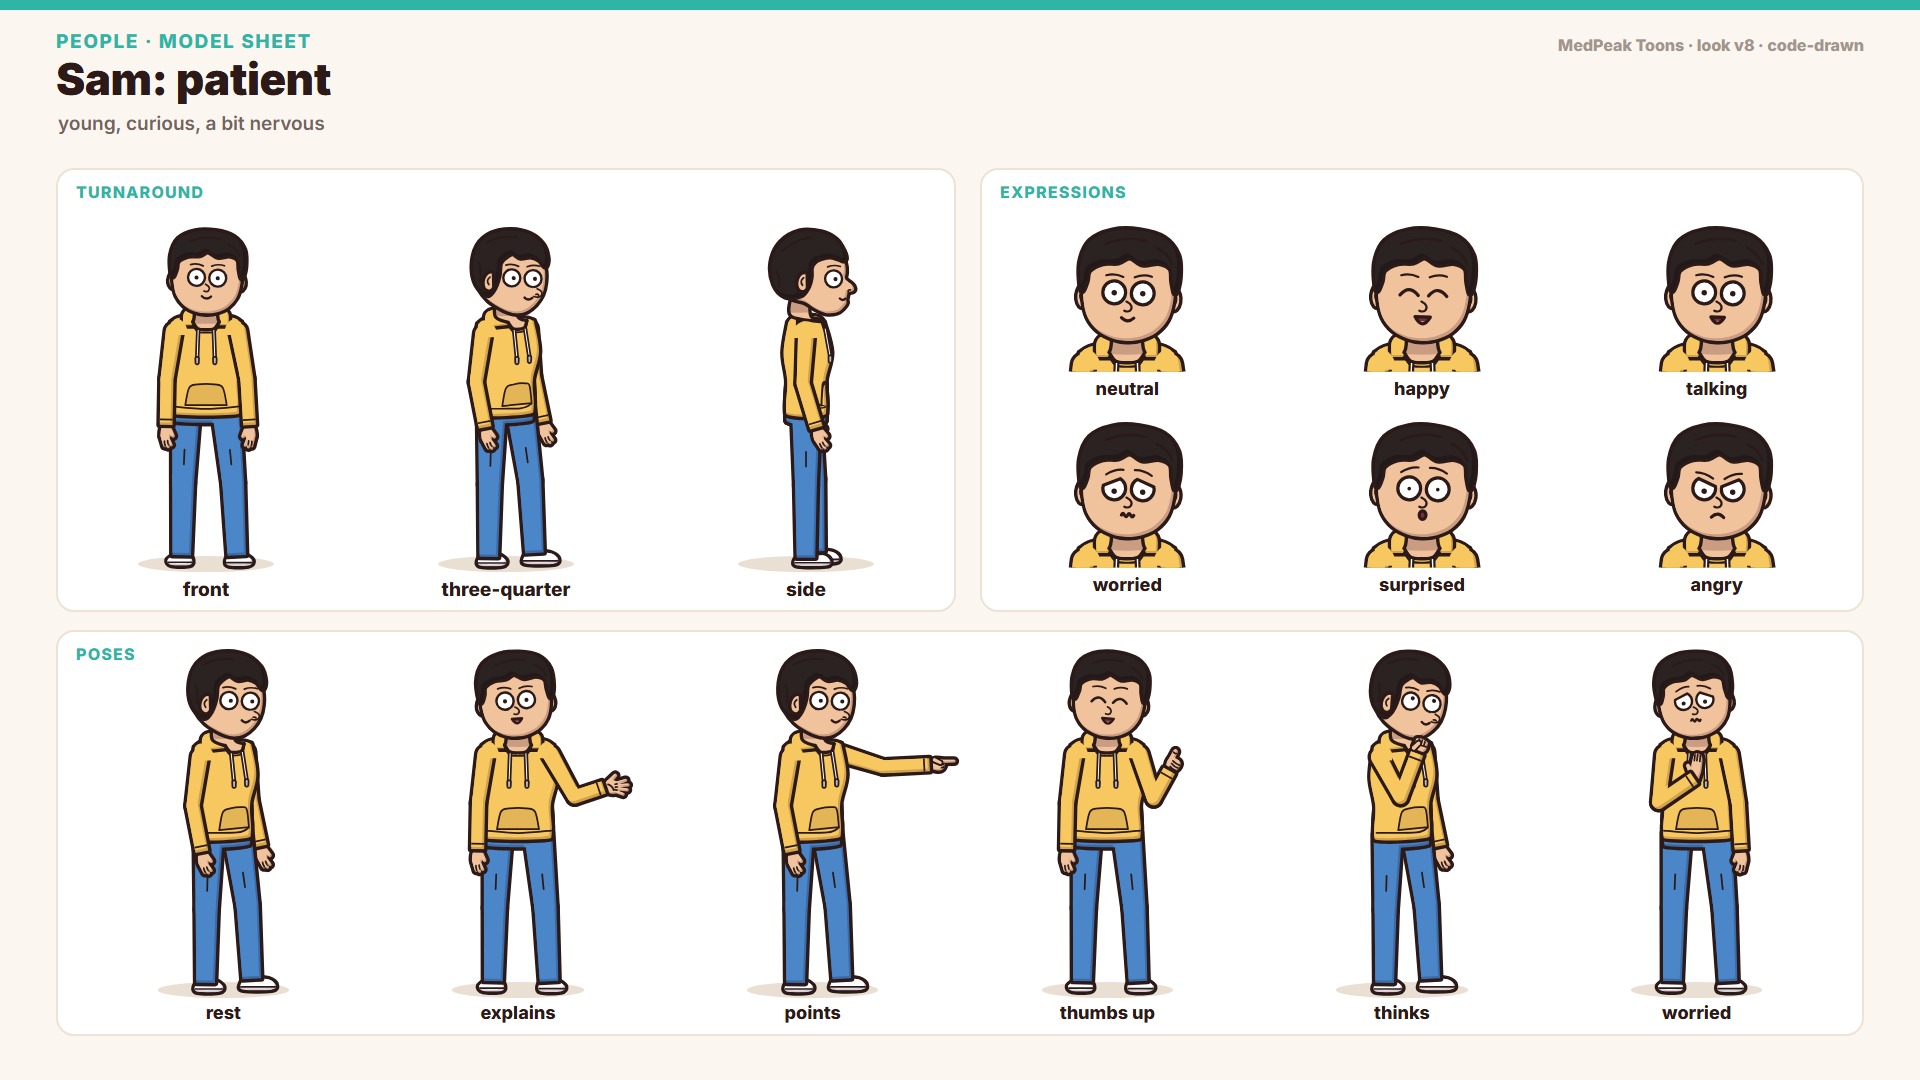 PEOPLE · MODEL SHEET
MedPeak Toons · look v8 · code-drawn
Sam: patient
young, curious, a bit nervous
TURNAROUND
front
three-quarter
side
EXPRESSIONS
neutral
happy
talking
worried
surprised
angry
POSES
rest
explains
points
thumbs up
thinks
worried